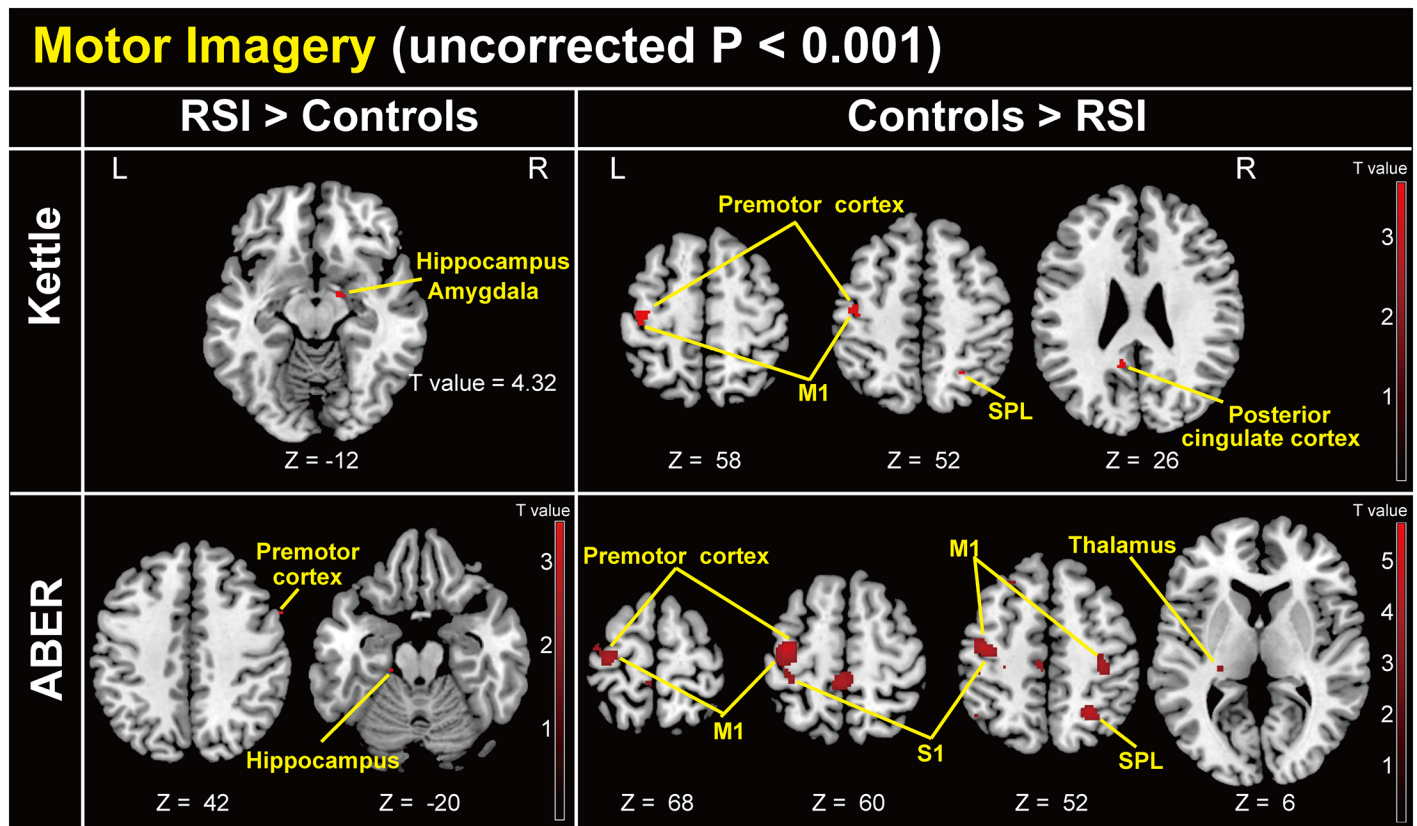 Motor Imagery (uncorrected P < 0.001)
RSI > Controls
Controls > RSI
Kettle
L
R
Hippocampus
Amygdala
T value = 4.32
Z = -12
L
R
T value
Premotor cortex
M1
SPL
Posterior
cingulate cortex
3
2
1
Z = 58
Z = 52
Z = 26
ABER
T value
Premotor
cortex
Hippocampus
3
2
1
Z = 42
Z = -20
T value
Premotor cortex
M1
Thalamus
M1
S1
SPL
5
4
3
2
1
Z = 68
Z = 60
Z = 52
Z = 6